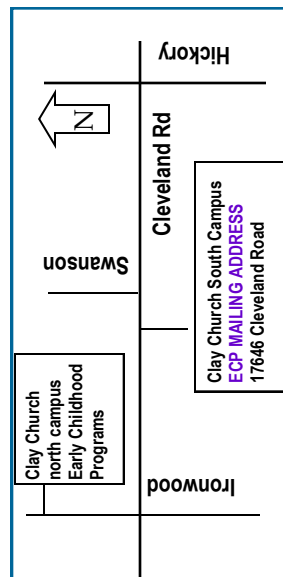 Hickory
N
Cleveland Rd
Swanson
Clay Church South Campus
ECP MAILING ADDRESS
17646 Cleveland Road
Clay Church
north campus
Early Childhood
Programs
Ironwood